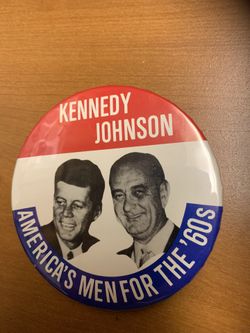 KENNEDY
JOHNSON
AMERICA'S MEN FOR THE '60s